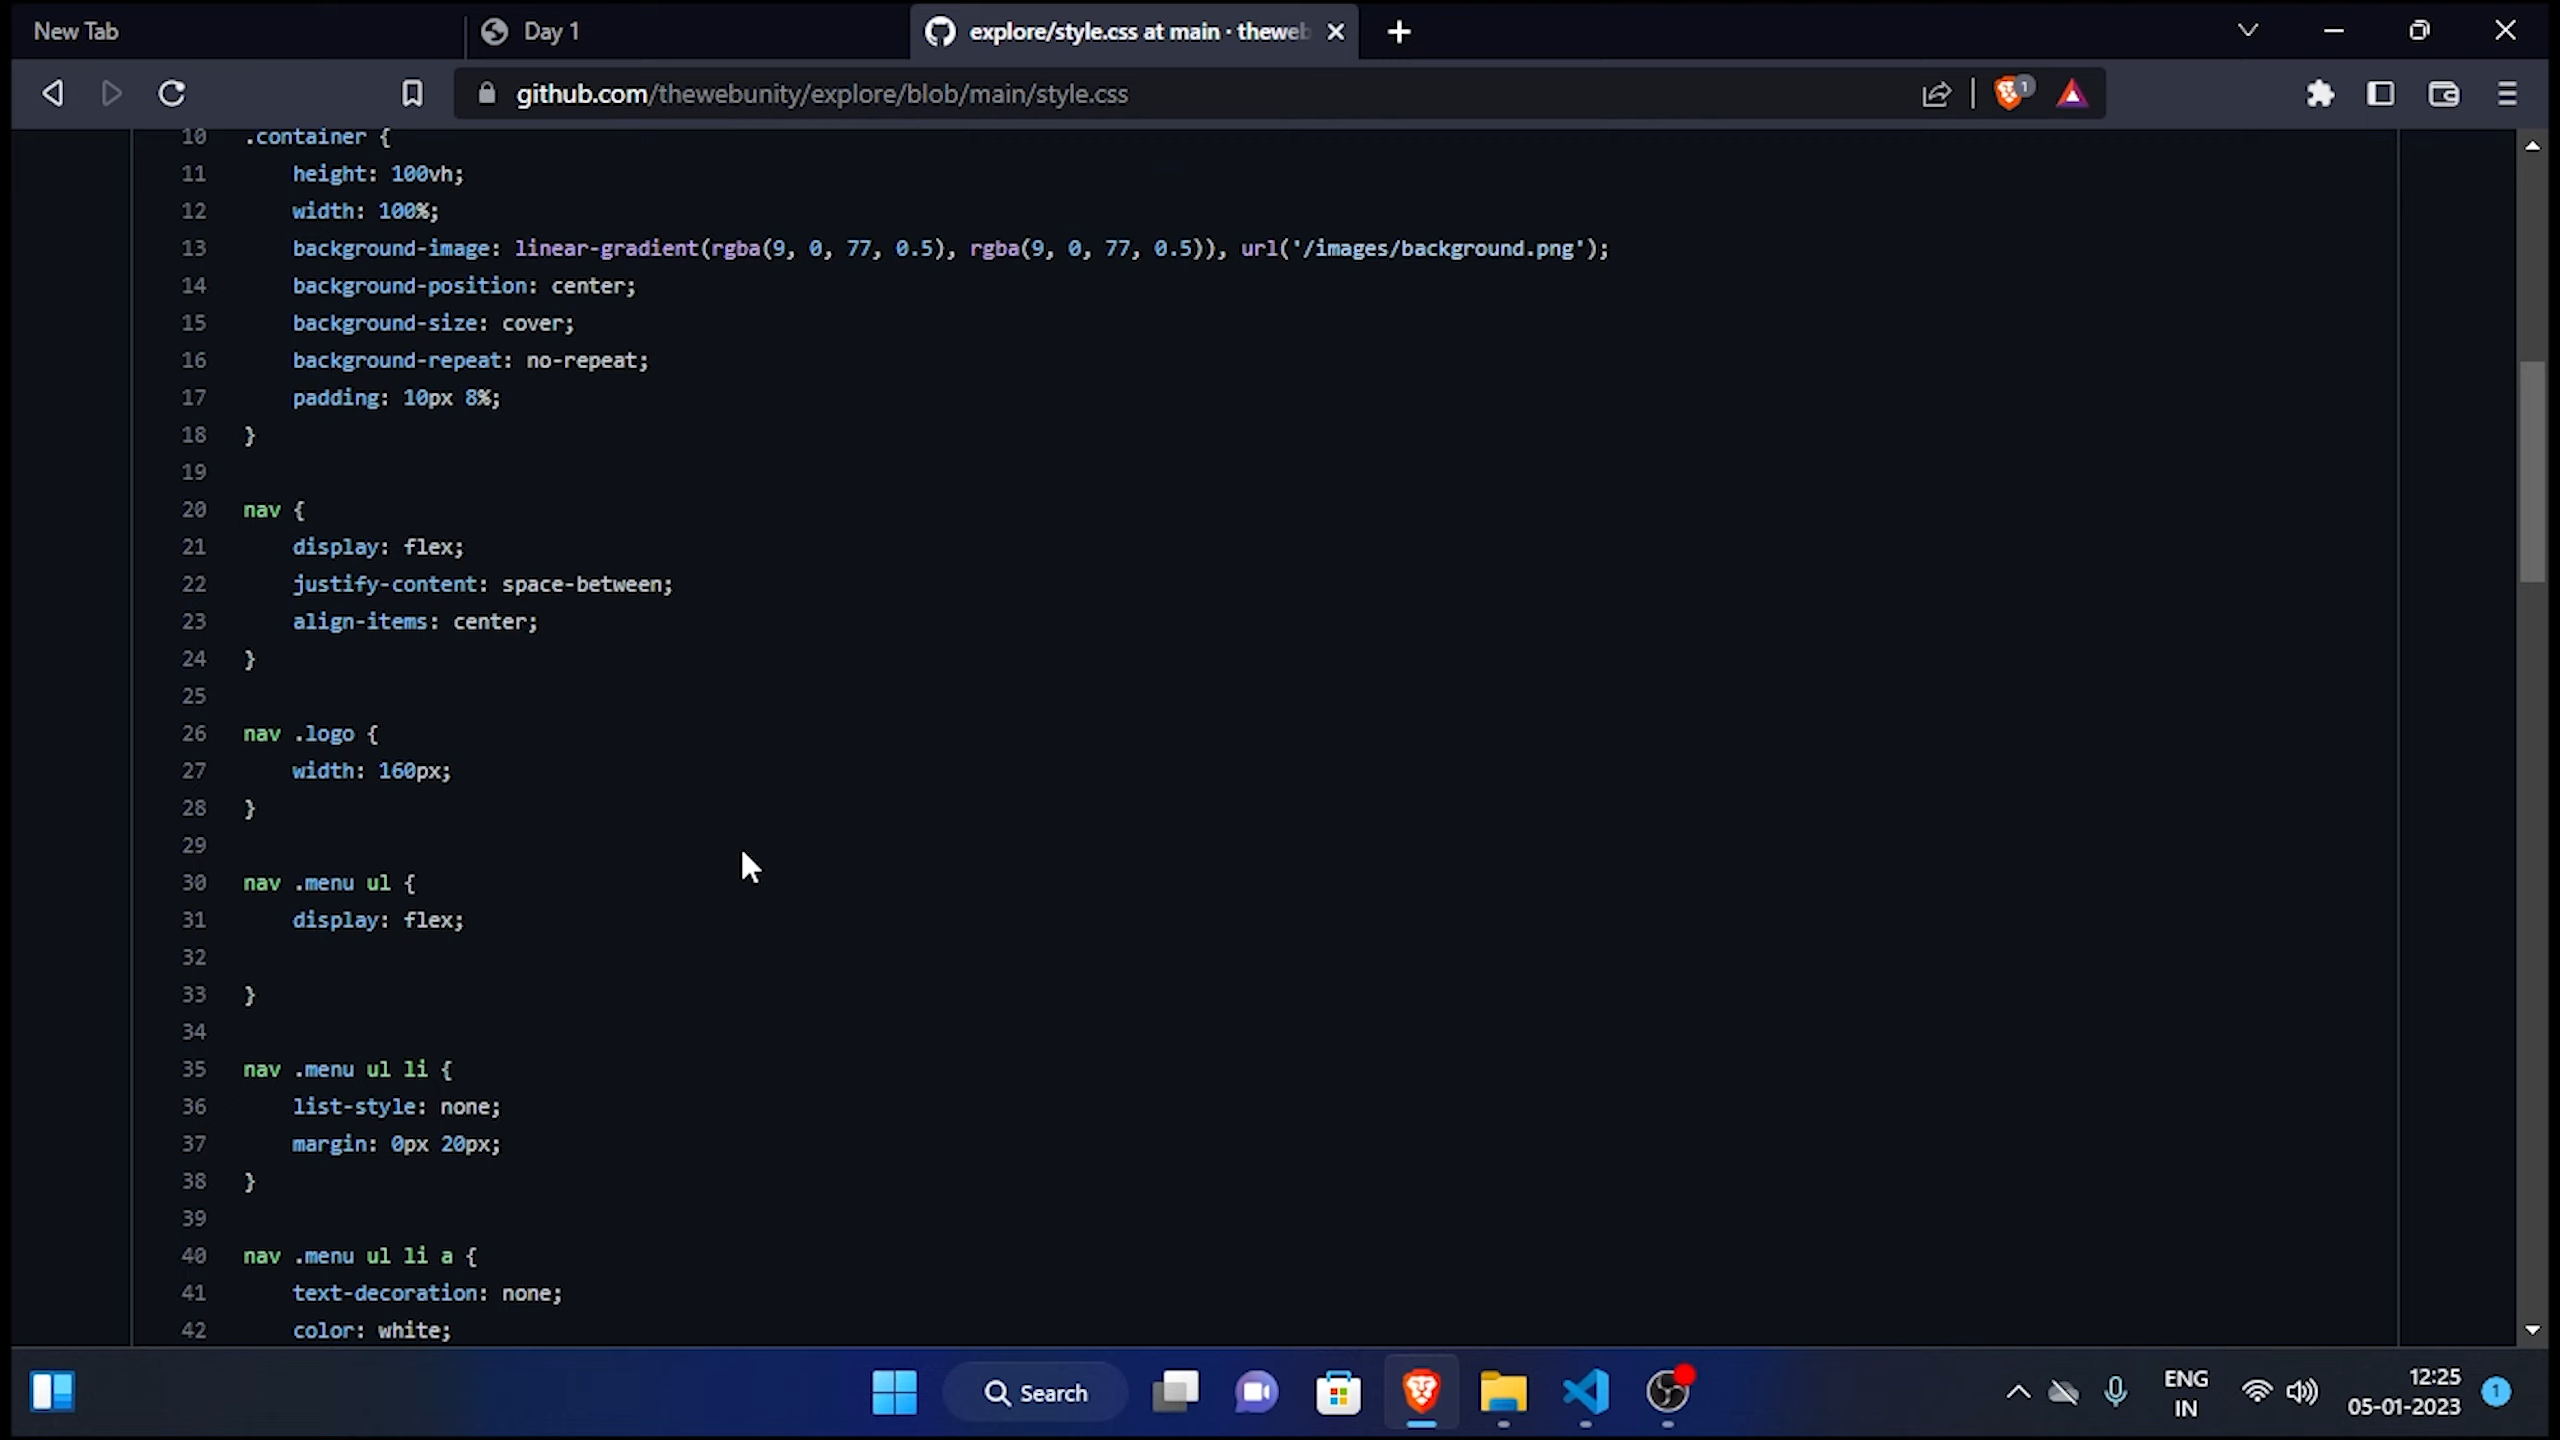 New Tab
Day 1
explore/style.css at main · theweb
github.com/thewebunity/explore/blob/main/style.css
1
10 .container {
11 height: 100vh;
12 width: 100%;
13 background-image: linear-gradient(rgba(9, 0, 77, 0.5), rgba(9, 0, 77, 0.5)), url('/images/background.png');
14 background-position: center;
15 background-size: cover;
16 background-repeat: no-repeat;
17 padding: 10px 8%;
18 }
19
20 nav {
21 display: flex;
22 justify-content: space-between;
23 align-items: center;
24 }
25
26 nav .logo {
27 width: 160px;
28 }
29
30 nav .menu ul {
31 display: flex;
32
33 }
34
35 nav .menu ul li {
36 list-style: none;
37 margin: 0px 20px;
38 }
39
40 nav .menu ul li a {
41 text-decoration: none;
42 color: white;
Search
ENG
IN
12:25
05-01-2023
1